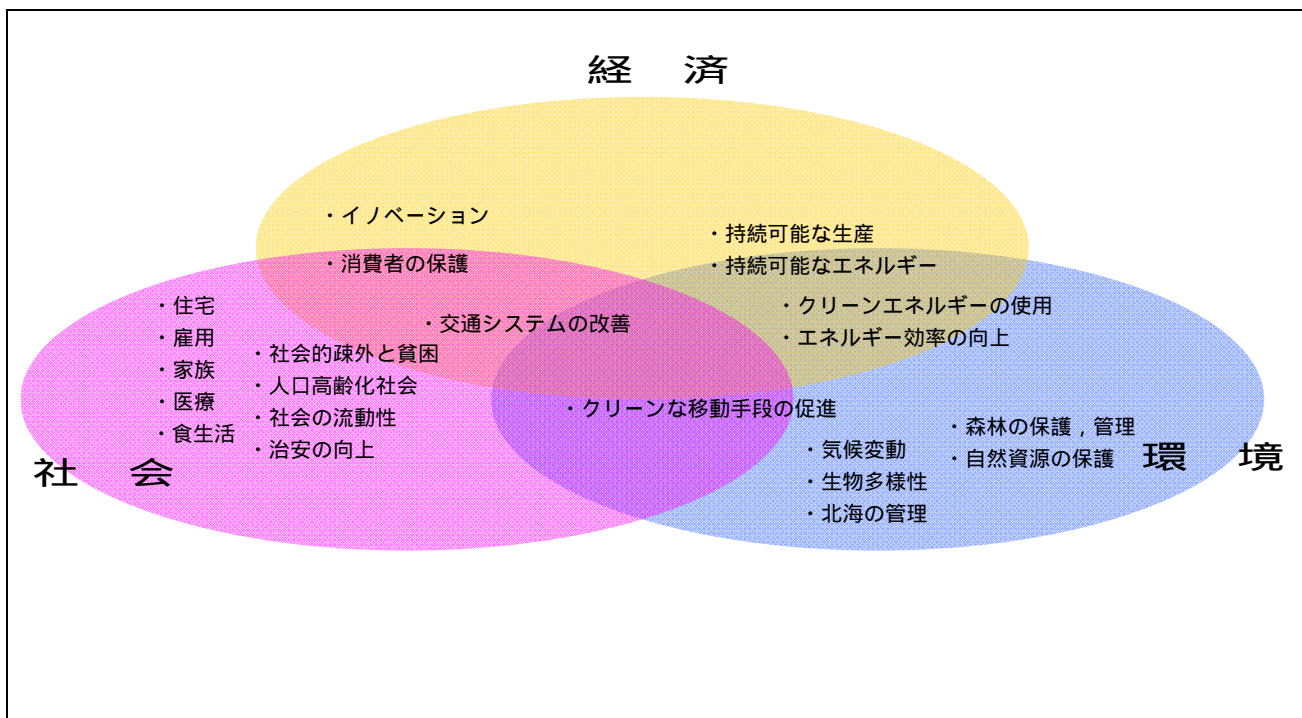 経 済
・イノベーション
・消費者の保護
・持続可能な生産
・持続可能なエネルギー
・クリーンエネルギーの使用
・エネルギー効率の向上
・交通システムの改善
・住宅
・雇用
・家族
・医療
・食生活
・社会的疎外と貧困
・人口高齢化社会
・社会の流動性
・治安の向上
社 会
・クリーンな移動手段の促進
・気候変動
・生物多様性
・北海の管理
・森林の保護，管理
・自然資源の保護
環 境